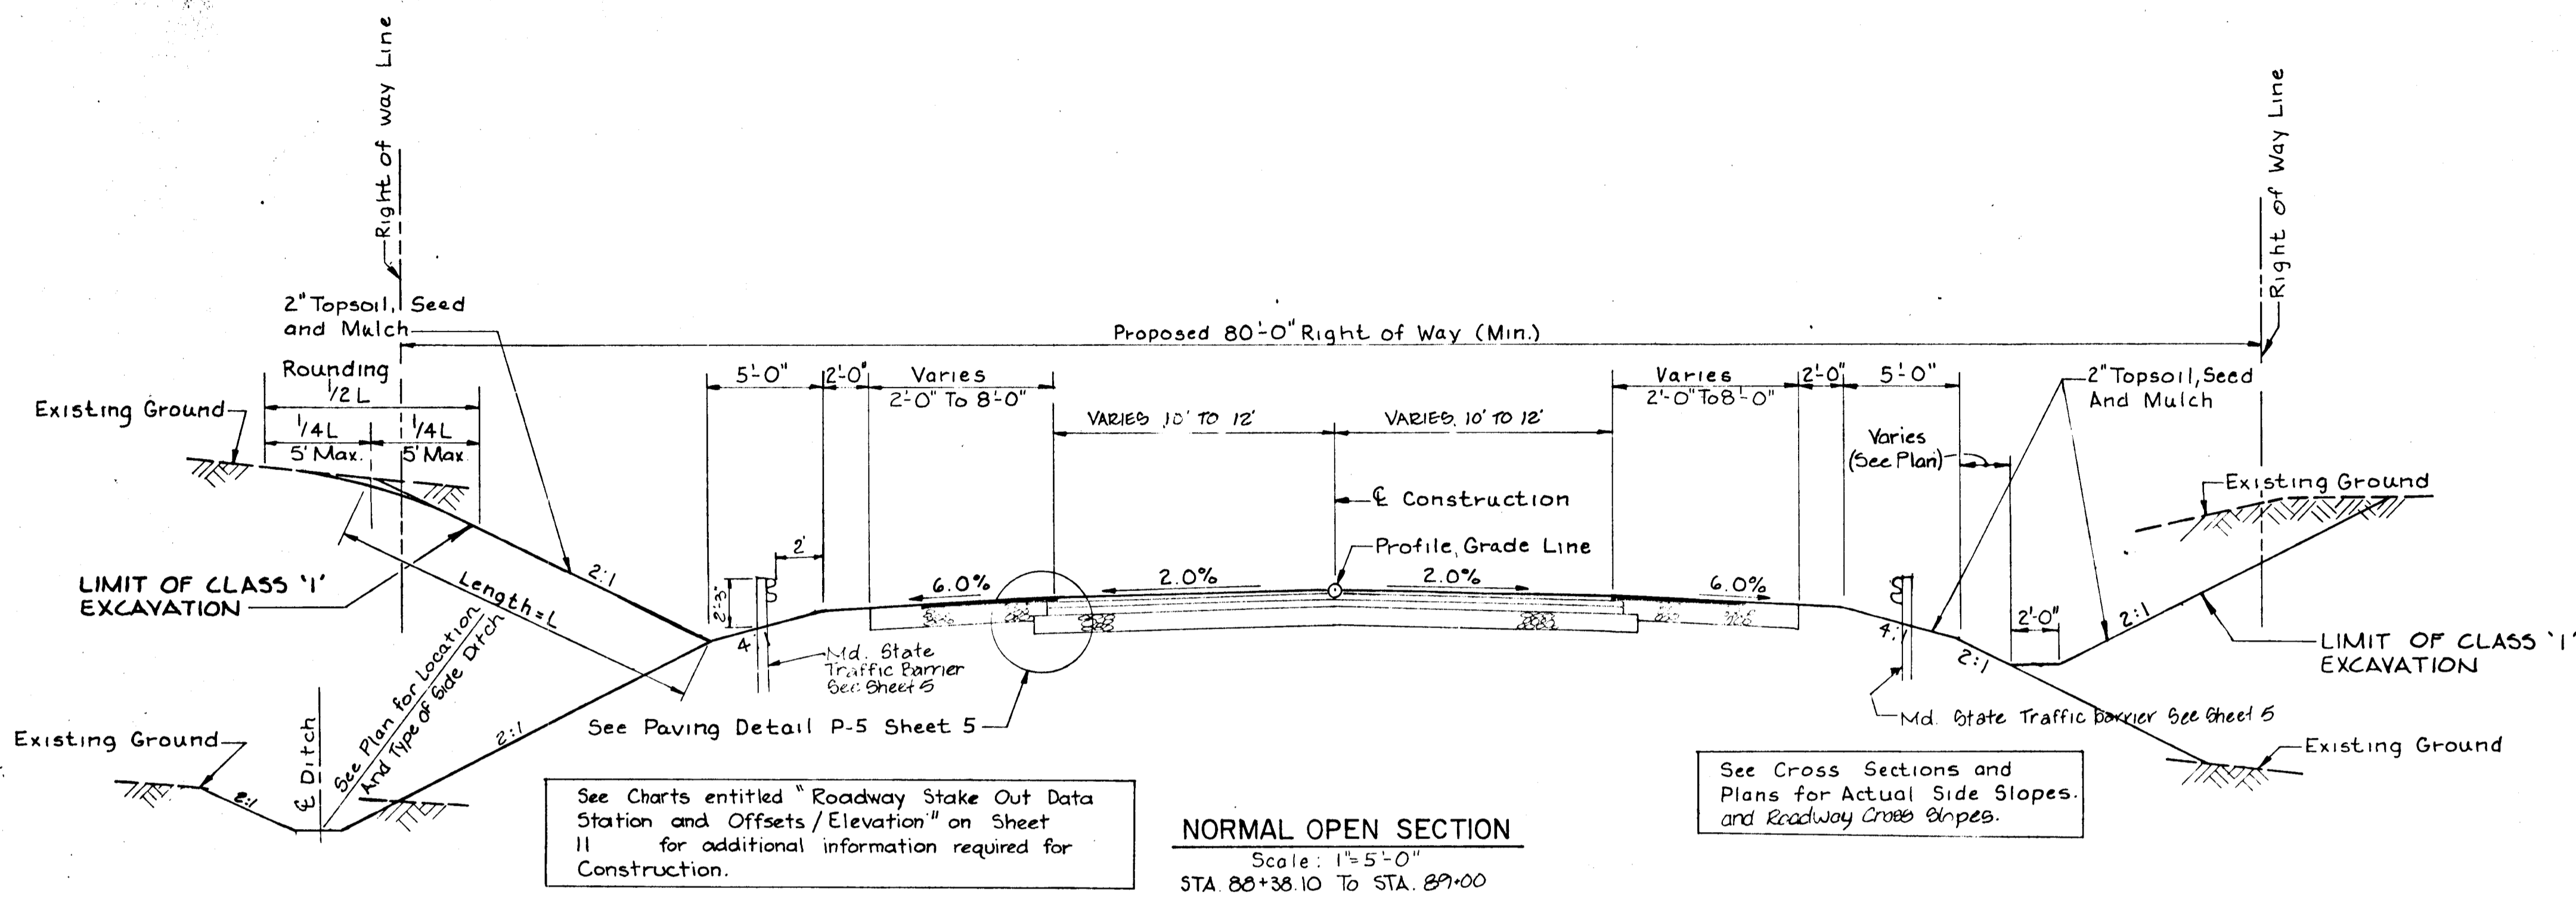 Right of way Line
Right of Way Line
2" Topsoil, Seed
and Mulch
Proposed 80'-0" Right of Way (Min.)
Rounding
1/2 L
1/4 L
1/4 L
5' Max.
5' Max
Existing Ground
5'-0"
2'-0"
Varies
2'-0" To 8'-0"
VARIES 10' TO 12'
VARIES 10' TO 12'
Varies
2'-0" To 8'-0"
2'-0"
5'-0"
2" Topsoil, Seed
And Mulch
Varies
(See Plan)
Existing Ground
℄ Construction
Profile Grade Line
2'
2'-3"
6.0%
2.0%
2.0%
6.0%
LIMIT OF CLASS '1'
EXCAVATION
Length = L
2:1
See Plan for Location
And Type of Side Ditch
Md. State
Traffic Barrier
See Sheet 5
4:
4:
2:1
2'-0"
2:1
LIMIT OF CLASS '1'
EXCAVATION
Md. State Traffic barrier See Sheet 5
See Paving Detail P-5 Sheet 5
2:1
Existing Ground
2:1
℄ Ditch
Existing Ground
See Charts entitled "Roadway Stake Out Data
Station and Offsets/Elevation" on Sheet
11 for additional information required for
Construction.
NORMAL OPEN SECTION
Scale: 1"=5'-0"
STA. 88+38.10 To STA. 89+00
See Cross Sections and
Plans for Actual Side Slopes.
and Roadway Cross Slopes.